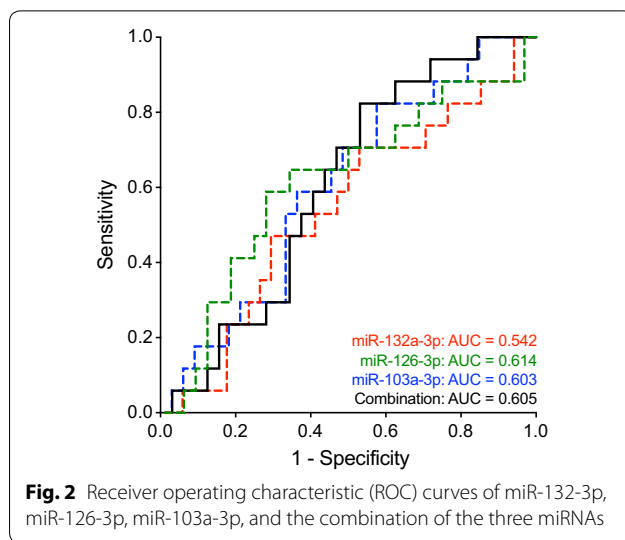 1.0
0.8
0.6
0.4
0.2
0.0
Sensitivity
miR-132a-3p: AUC = 0.542
miR-126-3p: AUC = 0.614
miR-103a-3p: AUC = 0.603
Combination: AUC = 0.605
0.0 0.2 0.4 0.6 0.8 1.0
1 - Specificity
Fig. 2 Receiver operating characteristic (ROC) curves of miR-132-3p,
miR-126-3p, miR-103a-3p, and the combination of the three miRNAs